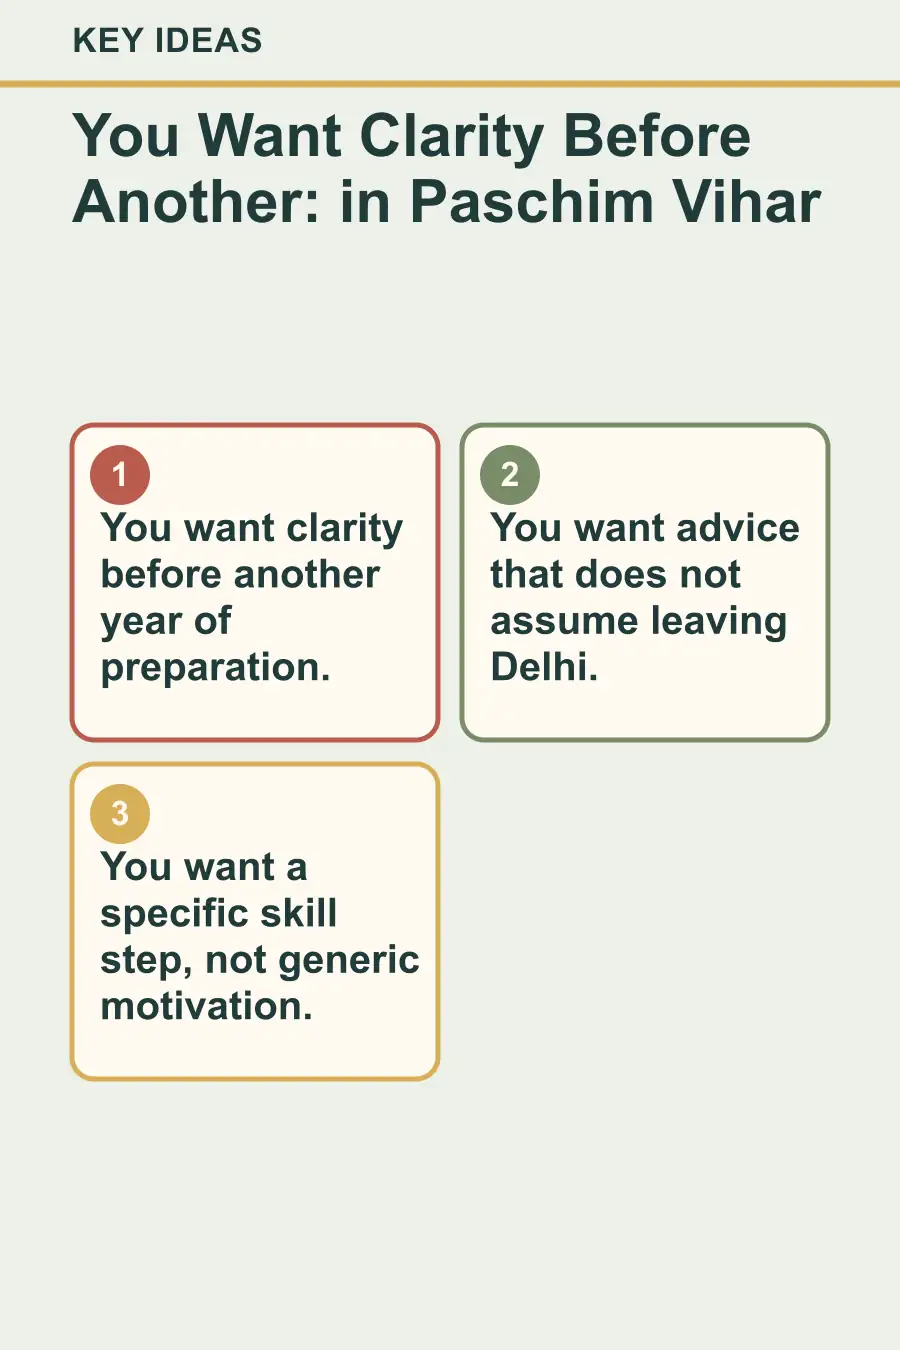 KEY IDEAS
You Want Clarity Before
Another: in Paschim Vihar
1
You want clarity
before another
year of
preparation.
2
You want advice
that does not
assume leaving
Delhi.
3
You want a
specific skill
step, not generic
motivation.